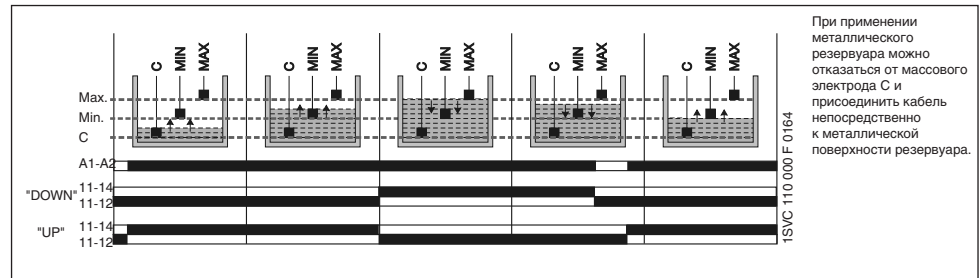 C MIN MAX C MIN MAX C MIN MAX C MIN MAX C MIN MAX
Max.
Min.
C
A1-A2
"DOWN" 11-14
11-12
"UP" 11-14
11-12
1SVC 110 000 F 0164
При применении
металлического
резервуара можно
отказаться от массового
электрода С и
присоединить кабель
непосредственно
к металлической
поверхности резервуара.